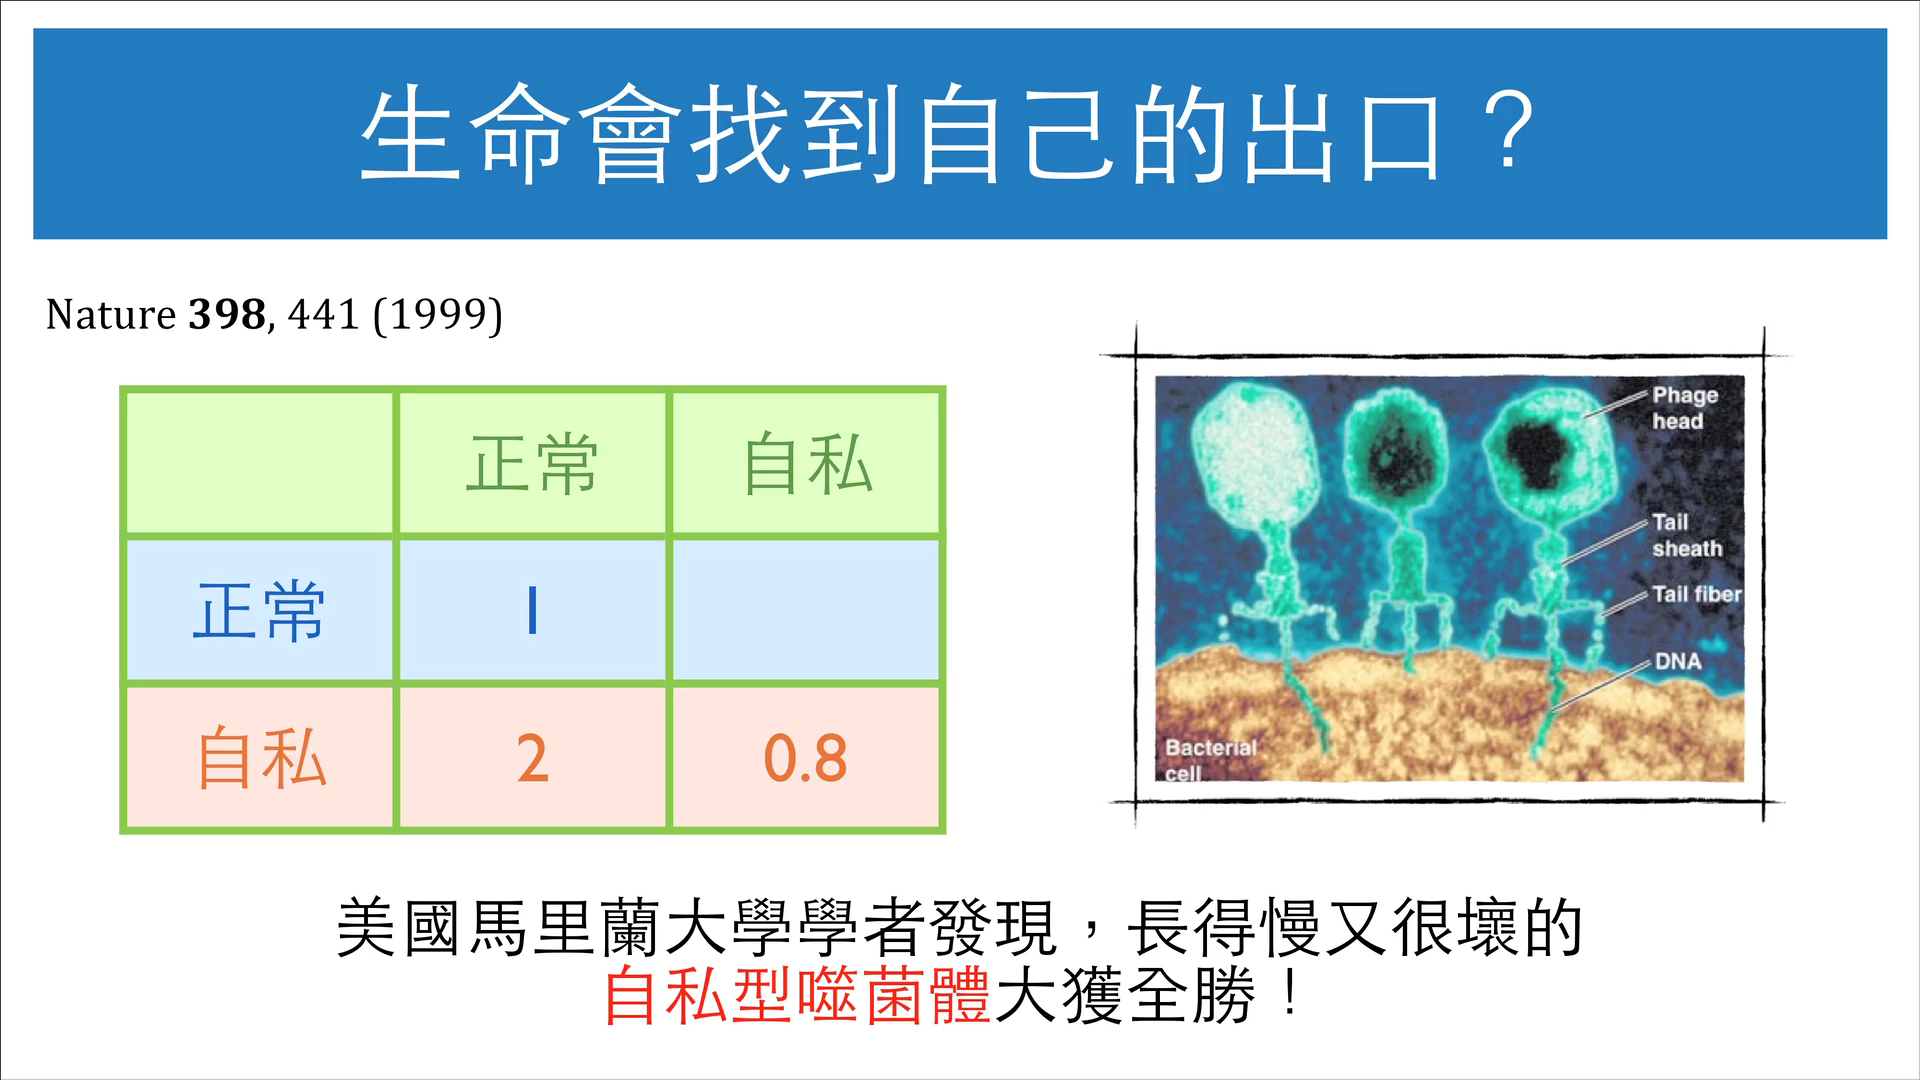 生命會找到自己的出口？
Nature 398, 441 (1999)
正常 自私
正常 1
自私 2 0.8
Phage
head
Tail
sheath
Tail fiber
DNA
Bacterial
cell
美國馬里蘭大學學者發現，長得慢又很壞的
自私型噬菌體大獲全勝！